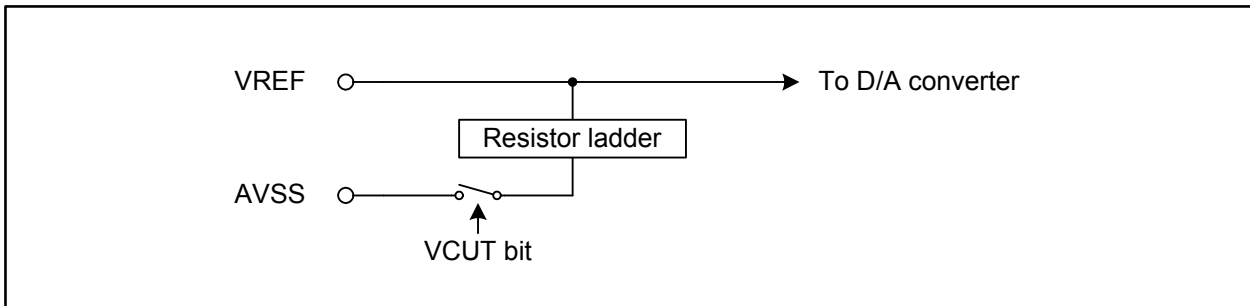 VREF
To D/A converter
Resistor ladder
AVSS
VCUT bit